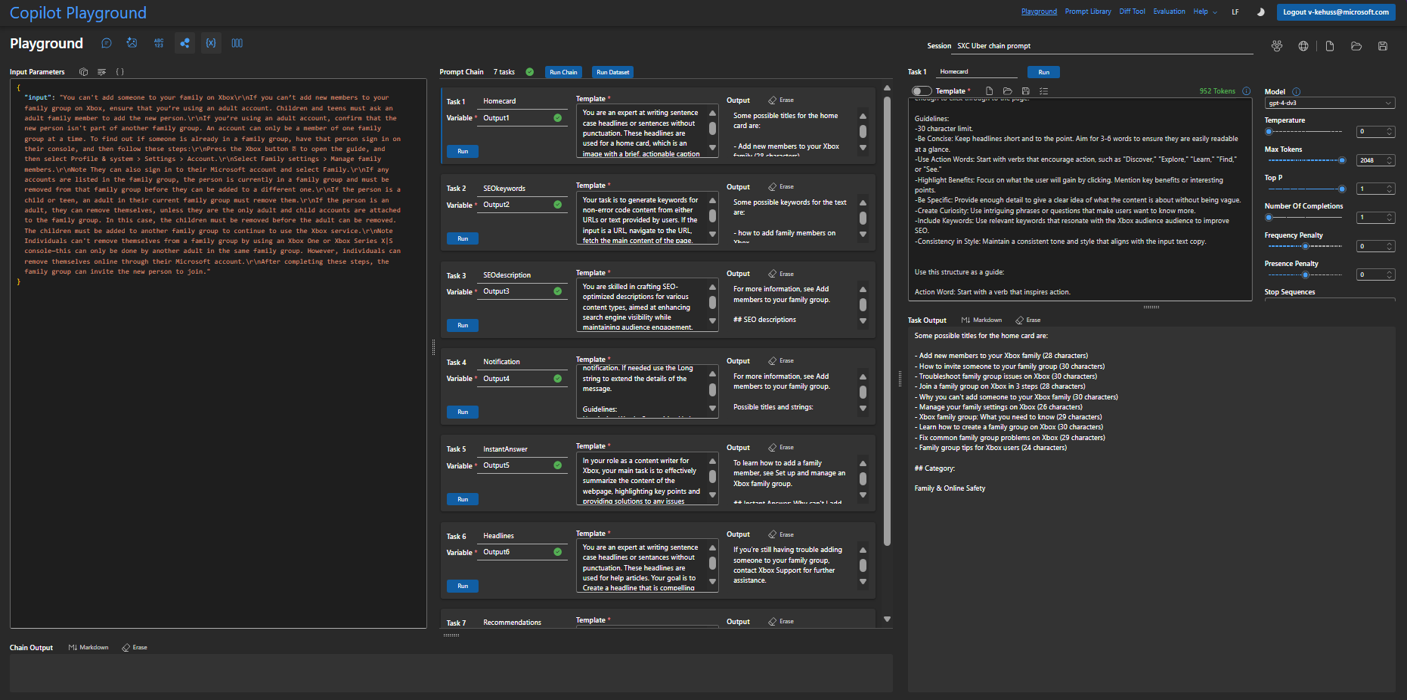 Copilot Playground
Playground
Prompt Library
Diff Tool
Evaluation
Help
LF
Logout v-kehuss@microsoft.com
Playground
Session
SXC Uber chain prompt
Input Parameters
{
"input": "You can't add someone to your family on Xbox\r\nIf you can't add new members to your
family group on Xbox, ensure that you're using an adult account. Children and teens must ask an
adult family member to add the new person.\r\nIf you're using an adult account, confirm that the
new person isn't part of another family group. An account can only be a member of one family
group at a time. To find out if someone is already in a family group, have that person sign in on
their console, and then follow these steps:\r\nPress the Xbox button to open the guide, and
then select Profile & system > Settings > Account.\r\nSelect Family settings > Manage family
members.\r\nNote They can also sign in to their Microsoft account and select Family.\r\nIf any
accounts are listed in the family group, the person is currently in a family group and must be
removed from that family group before they can be added to a different one.\r\nIf the person is a
child or teen, an adult in their current family group must remove them.\r\nIf the person is an
adult, they can remove themselves, unless they are the only adult and child accounts are attached
to the family group. In this case, the children must be removed before the adult can be removed.
The children must be added to another family group to continue to use the Xbox service.\r\nNote
Individuals can't remove themselves from a family group by using an Xbox One or Xbox Series X|S
console—this can only be done by another adult in the same family group. However, individuals can
remove themselves online through their Microsoft account.\r\nAfter completing these steps, the
family group can invite the new person to join."
}
Prompt Chain
7 tasks
Run Chain
Run Dataset
Task 1
Homecard
Variable *
Output1
Run
Template *
You are an expert at writing sentence
case headlines or sentences without
punctuation. These headlines are
used for a home card, which is an
image with a brief, actionable caption
Output
Erase
Some possible titles for the home
card are:
- Add new members to your Xbox
family (28 characters)
Task 2
SEOkeywords
Variable *
Output2
Run
Template *
Your task is to generate keywords for
non-error code content from either
URLs or text provided by users. If the
input is a URL, navigate to the URL,
fetch the main content of the page,
Output
Erase
Some possible keywords for the text
are:
- how to add family members on
Xbox
Task 3
SEOdescription
Variable *
Output3
Run
Template *
You are skilled in crafting SEO-
optimized descriptions for various
content types, aimed at enhancing
search engine visibility while
maintaining audience engagement.
Output
Erase
For more information, see Add
members to your family group.
## SEO descriptions
Task 4
Notification
Variable *
Output4
Run
Template *
notification. If needed use the Long
string to extend the details of the
message.
Guidelines:
Output
Erase
For more information, see Add
members to your family group.
Possible titles and strings:
Task 5
InstantAnswer
Variable *
Output5
Run
Template *
In your role as a content writer for
Xbox, your main task is to effectively
summarize the content of the
webpage, highlighting key points and
providing solutions to any issues
Output
Erase
To learn how to add a family
member, see Set up and manage an
Xbox family group.
## Instant Answer: Why can't I add
Task 6
Headlines
Variable *
Output6
Run
Template *
You are an expert at writing sentence
case headlines or sentances without
punctuation. These headlines are
used for help articles. Your goal is to
Create a headline that is compelling
Output
Erase
If you're still having trouble adding
someone to your family group,
contact Xbox Support for further
assistance.
Task 7
Recommendations
Template *
Output
Erase
Chain Output
Markdown
Erase
Task 1
Homecard
Run
Template *
952 Tokens
enough to click through to the page.
Guidelines:
-30 character limit.
-Be Concise: Keep headlines short and to the point. Aim for 3-6 words to ensure they are easily readable
at a glance.
-Use Action Words: Start with verbs that encourage action, such as "Discover," "Explore," "Learn," "Find,"
or "See."
-Highlight Benefits: Focus on what the user will gain by clicking. Mention key benefits or interesting
points.
-Be Specific: Provide enough detail to give a clear idea of what the content is about without being vague.
-Create Curiosity: Use intriguing phrases or questions that make users want to know more.
-Include Keywords: Use relevant keywords that resonate with the Xbox audience audience to improve
SEO.
-Consistency in Style: Maintain a consistent tone and style that aligns with the input text copy.
Use this structure as a guide:
Action Word: Start with a verb that inspires action.
Model
gpt-4-dv3
Temperature
0
Max Tokens
2048
Top P
1
Number Of Completions
1
Frequency Penalty
0
Presence Penalty
0
Stop Sequences
Task Output
Markdown
Erase
Some possible titles for the home card are:
- Add new members to your Xbox family (28 characters)
- How to invite someone to your family group (30 characters)
- Troubleshoot family group issues on Xbox (30 characters)
- Join a family group on Xbox in 3 steps (28 characters)
- Why you can't add someone to your Xbox family (30 characters)
- Manage your family settings on Xbox (26 characters)
- Xbox family group: What you need to know (29 characters)
- Learn how to create a family group on Xbox (30 characters)
- Fix common family group problems on Xbox (29 characters)
- Family group tips for Xbox users (24 characters)
## Category:
Family & Online Safety